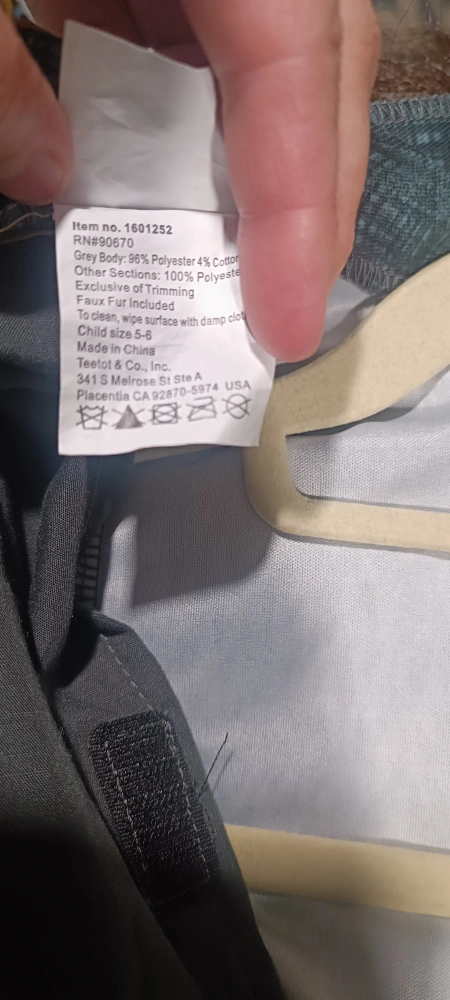 Item no. 1601252
RN#90670
Grey Body: 96% Polyester 4% Cotton
Other Sections: 100% Polyeste
Exclusive of Trimming
Faux Fur Included
To clean, wipe surface with damp clo
Child size 5-6
Made in China
Teetot & Co., Inc.
341 S Melrose St Ste A
Placentia CA 92870-5974 USA